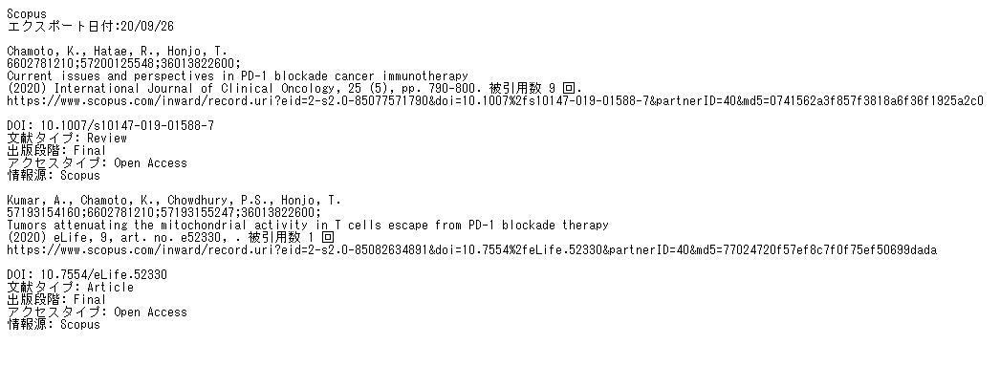 Scopus
エクスポート日付:20/09/26
Chamoto, K., Hatae, R., Honjo, T.
6602781210;57200125548;36013822600;
Current issues and perspectives in PD-1 blockade cancer immunotherapy
(2020) International Journal of Clinical Oncology, 25 (5), pp. 790-800. 被引用数 9 回.
https://www.scopus.com/inward/record.uri?eid=2-s2.0-85077571790&doi=10.1007%2fs10147-019-01588-7&partnerID=40&md5=0741562a3f857f3818a6f36f1925a2c0
DOI: 10.1007/s10147-019-01588-7
文献タイプ: Review
出版段階: Final
アクセスタイプ: Open Access
情報源: Scopus
Kumar, A., Chamoto, K., Chowdhury, P.S., Honjo, T.
57193154160;6602781210;57193155247;36013822600;
Tumors attenuating the mitochondrial activity in T cells escape from PD-1 blockade therapy
(2020) eLife, 9, art. no. e52330, . 被引用数 1 回
https://www.scopus.com/inward/record.uri?eid=2-s2.0-85082634891&doi=10.7554%2feLife.52330&partnerID=40&md5=77024720f57ef8c7f0f75ef50699dada
DOI: 10.7554/eLife.52330
文献タイプ: Article
出版段階: Final
アクセスタイプ: Open Access
情報源: Scopus